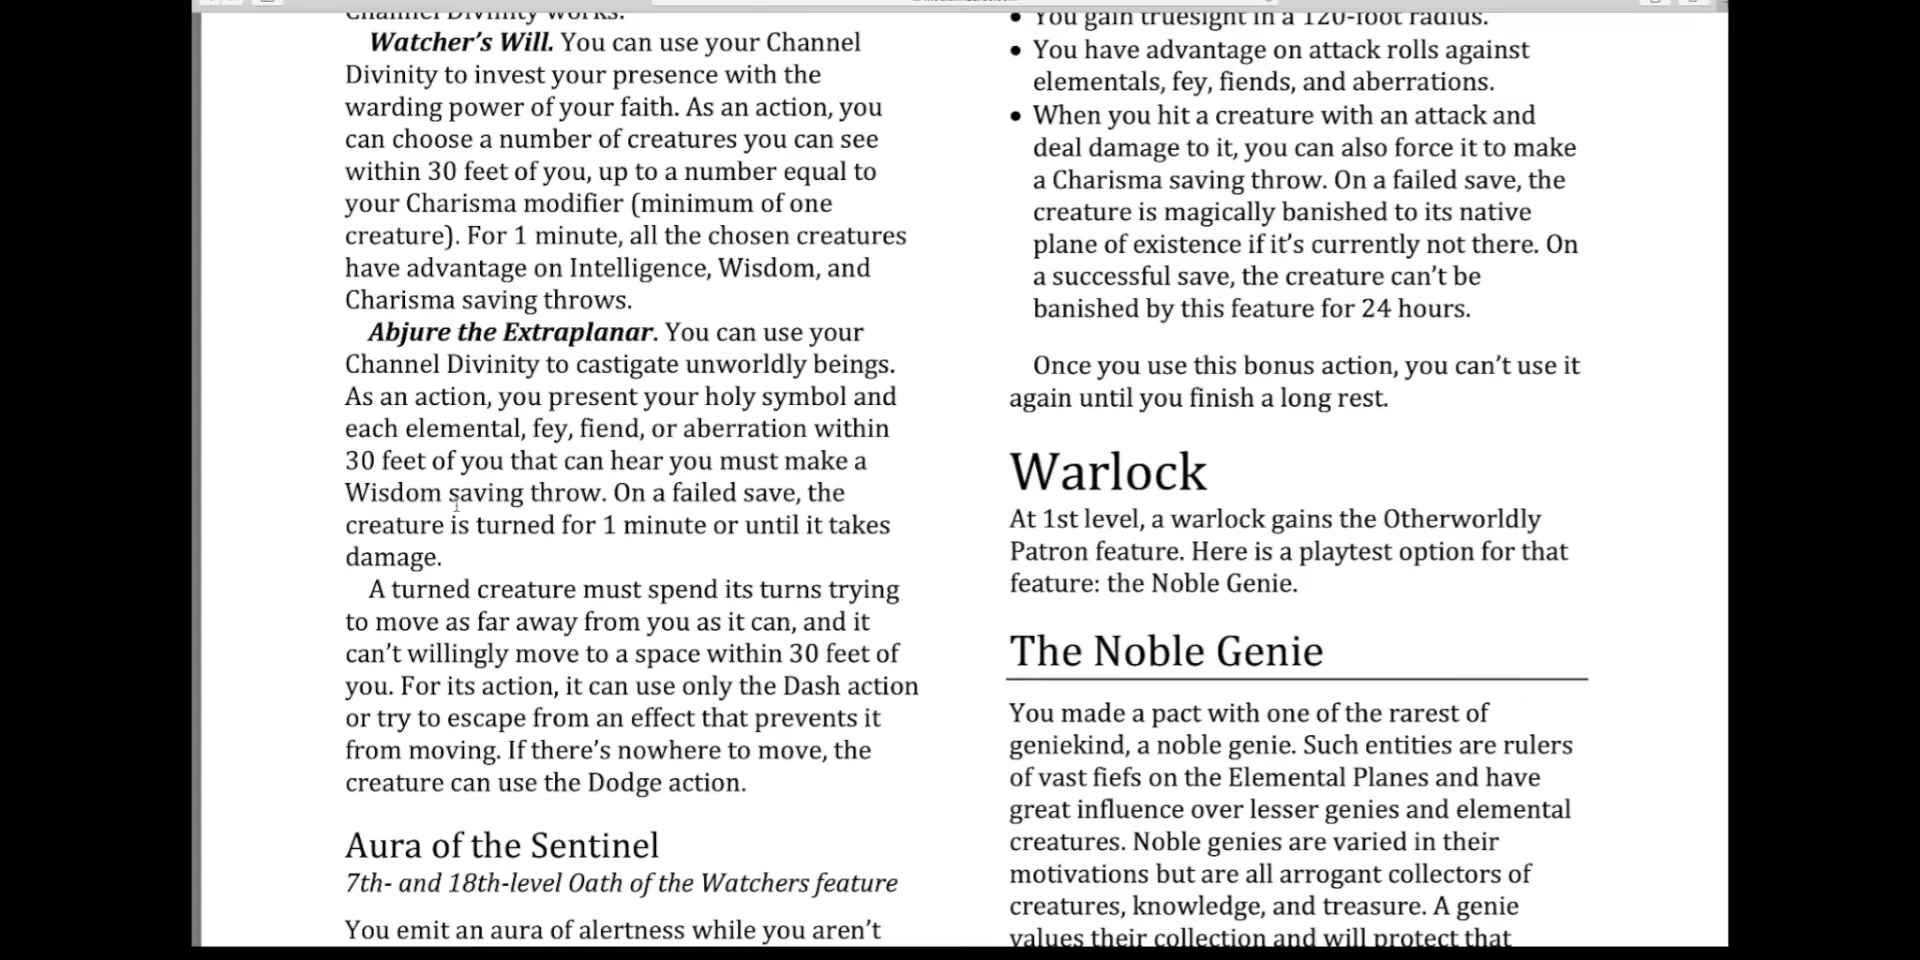 Channel Divinity works.
Watcher’s Will. You can use your Channel
Divinity to invest your presence with the
warding power of your faith. As an action, you
can choose a number of creatures you can see
within 30 feet of you, up to a number equal to
your Charisma modifier (minimum of one
creature). For 1 minute, all the chosen creatures
have advantage on Intelligence, Wisdom, and
Charisma saving throws.
Abjure the Extraplanar. You can use your
Channel Divinity to castigate unworldly beings.
As an action, you present your holy symbol and
each elemental, fey, fiend, or aberration within
30 feet of you that can hear you must make a
Wisdom saving throw. On a failed save, the
creature is turned for 1 minute or until it takes
damage.
A turned creature must spend its turns trying
to move as far away from you as it can, and it
can’t willingly move to a space within 30 feet of
you. For its action, it can use only the Dash action
or try to escape from an effect that prevents it
from moving. If there’s nowhere to move, the
creature can use the Dodge action.
Aura of the Sentinel
7th- and 18th-level Oath of the Watchers feature
You emit an aura of alertness while you aren’t
• You gain truesight in a 120-foot radius.
• You have advantage on attack rolls against
elementals, fey, fiends, and aberrations.
• When you hit a creature with an attack and
deal damage to it, you can also force it to make
a Charisma saving throw. On a failed save, the
creature is magically banished to its native
plane of existence if it’s currently not there. On
a successful save, the creature can’t be
banished by this feature for 24 hours.
Once you use this bonus action, you can’t use it
again until you finish a long rest.
Warlock
At 1st level, a warlock gains the Otherworldly
Patron feature. Here is a playtest option for that
feature: the Noble Genie.
The Noble Genie
You made a pact with one of the rarest of
geniekind, a noble genie. Such entities are rulers
of vast fiefs on the Elemental Planes and have
great influence over lesser genies and elemental
creatures. Noble genies are varied in their
motivations but are all arrogant collectors of
creatures, knowledge, and treasure. A genie
values their collection and will protect that